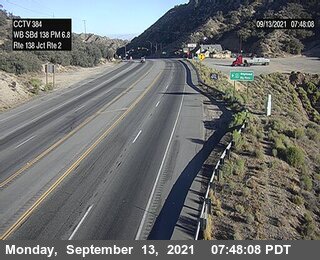 CCTV 384
WB SBd 138 PM 6.8
Rte 138 Jct Rte 2
09/13/2021 07:48:08
Monday, September 13, 2021 07:48:08 PDT